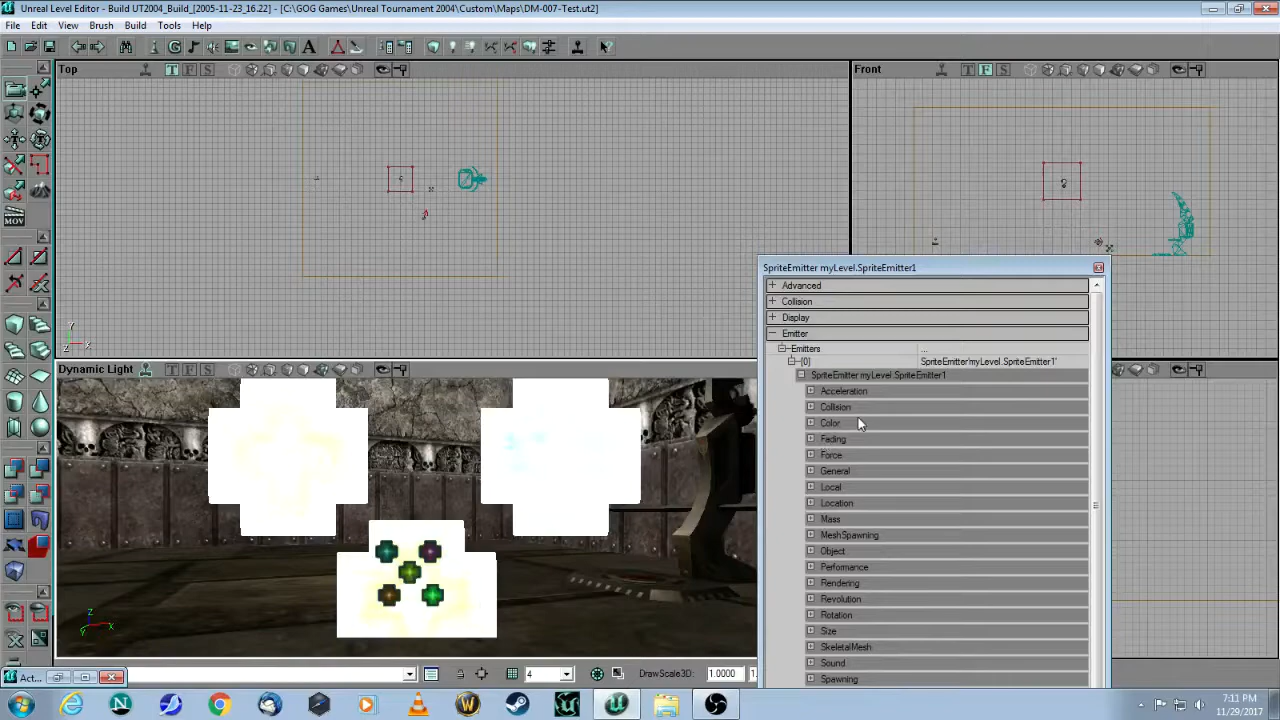 Unreal Level Editor - Build UT2004_Build_[2005-11-23_16.22] - [C:\GOG Games\Unreal Tournament 2004\Custom\Maps\DM-007-Test.ut2]
File Edit View Brush Build Tools Help
Top
Front
MOV
Dynamic Light
SpriteEmitter myLevel.SpriteEmitter1
Advanced
Collision
Display
Emitter
Emitters ...
[0] SpriteEmitter'myLevel.SpriteEmitter1'
SpriteEmitter myLevel.SpriteEmitter1
Acceleration
Collision
Color
Fading
Force
General
Local
Location
Mass
MeshSpawning
Object
Performance
Rendering
Revolution
Rotation
Size
SkeletalMesh
Sound
Spawning
Act...
4
DrawScale3D: 1.0000
7:11 PM
11/29/2017